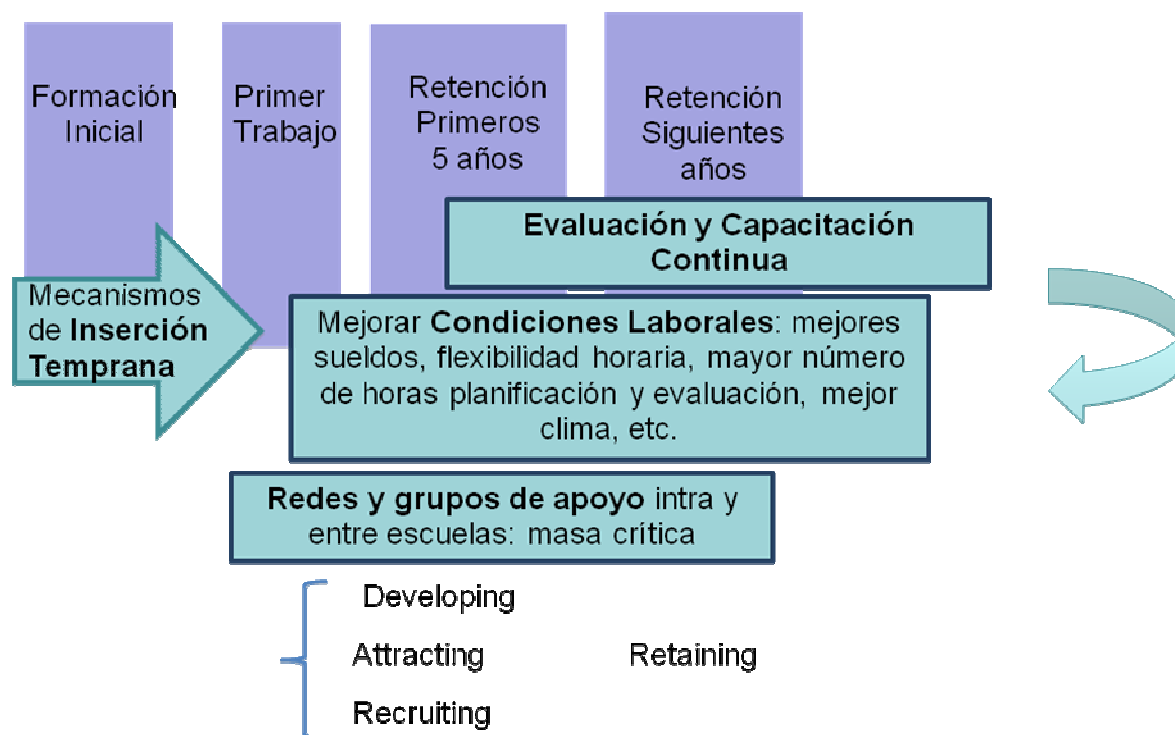 Formación
Inicial
Primer
Trabajo
Retención
Primeros
5 años
Retención
Siguientes
años
Evaluación y Capacitación
Continua
Mecanismos
de Inserción
Temprana
Mejorar Condiciones Laborales: mejores
sueldos, flexibilidad horaria, mayor número
de horas planificación y evaluación, mejor
clima, etc.
Redes y grupos de apoyo intra y
entre escuelas: masa crítica
Developing
Attracting
Retaining
Recruiting